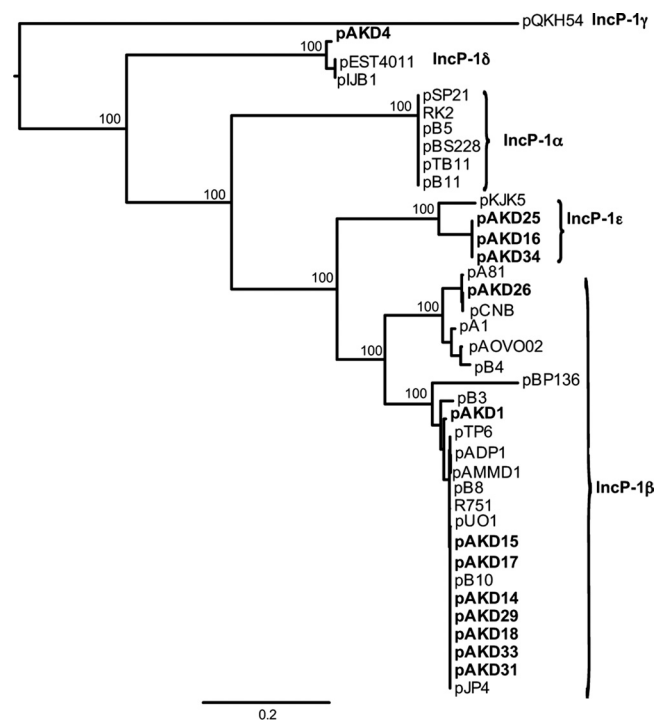 pQKH54 IncP-1γ
pAKD4
100
pEST4011 IncP-1δ
pIJB1
pSP21
100
RK2
pB5
100
pBS228
IncP-1α
pTB11
pB11
100
pKJK5
100
pAKD25
IncP-1ε
pAKD16
pAKD34
pA81
100
pAKD26
100
pCNB
pA1
pAOVO02
100
pB4
pBP136
100
pB3
pAKD1
pTP6
pADP1
pAMMD1
pB8
IncP-1β
R751
pUO1
pAKD15
pAKD17
pB10
pAKD14
pAKD29
pAKD18
pAKD33
pAKD31
pJP4
0.2